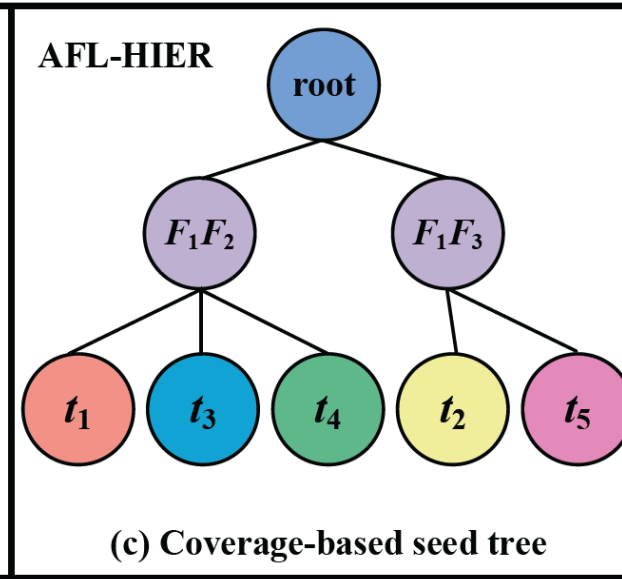 AFL-HIER
root
F₁F₂ F₁F₃
t₁ t₃ t₄ t₂ t₅
(c) Coverage-based seed tree